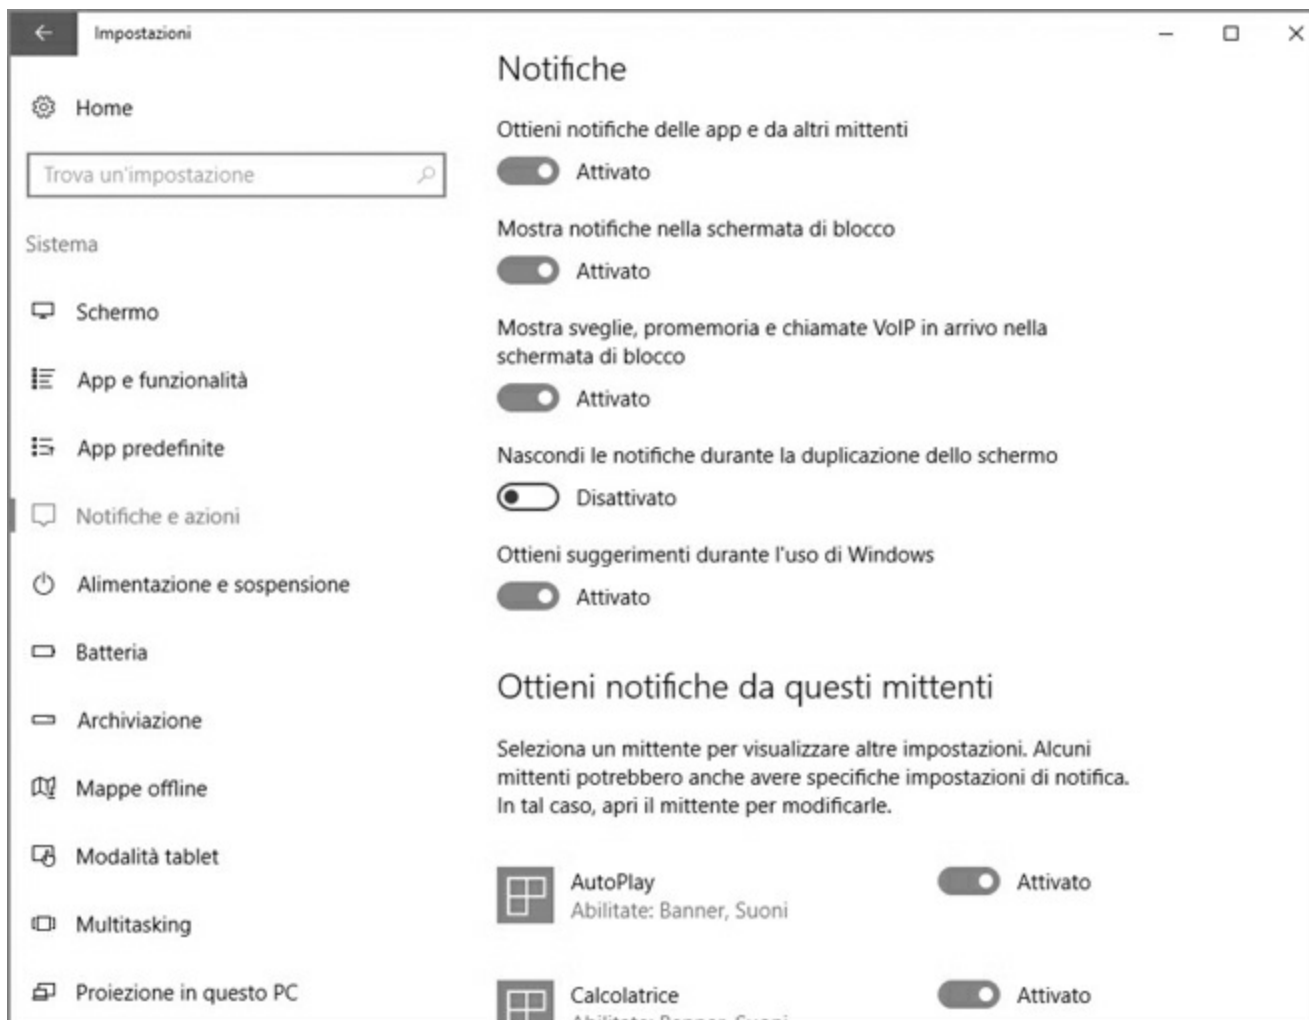 Impostazioni
Home
Trova un'impostazione
Sistema
Schermo
App e funzionalità
App predefinite
Notifiche e azioni
Alimentazione e sospensione
Batteria
Archiviazione
Mappe offline
Modalità tablet
Multitasking
Proiezione in questo PC
Notifiche
Ottieni notifiche delle app e da altri mittenti
Attivato
Mostra notifiche nella schermata di blocco
Attivato
Mostra sveglie, promemoria e chiamate VoIP in arrivo nella
schermata di blocco
Attivato
Nascondi le notifiche durante la duplicazione dello schermo
Disattivato
Ottieni suggerimenti durante l'uso di Windows
Attivato
Ottieni notifiche da questi mittenti
Seleziona un mittente per visualizzare altre impostazioni. Alcuni
mittenti potrebbero anche avere specifiche impostazioni di notifica.
In tal caso, apri il mittente per modificarle.
AutoPlay
Attivato
Abilitate: Banner, Suoni
Calcolatrice
Attivato
Abilitate: Banner, Suoni